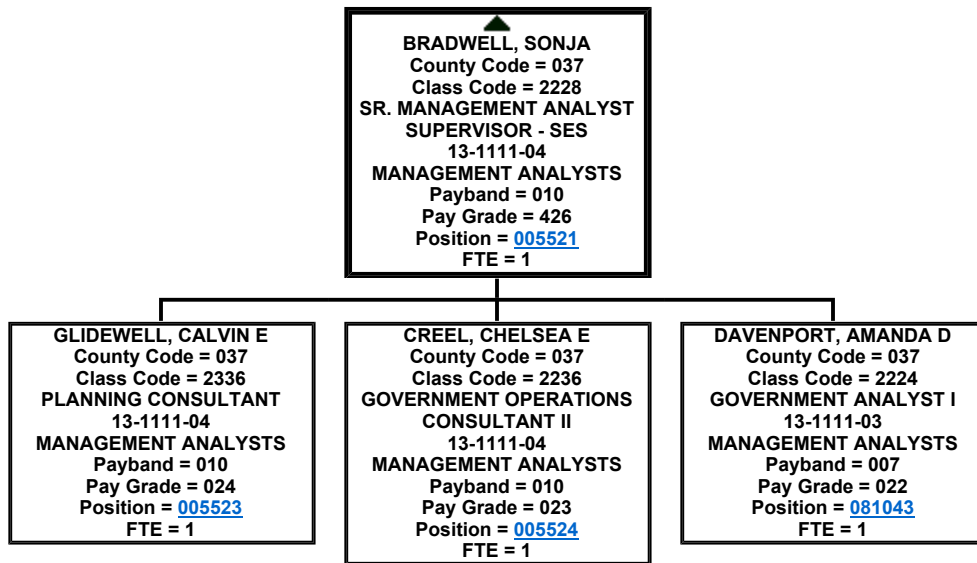 BRADWELL, SONJA
County Code = 037
Class Code = 2228
SR. MANAGEMENT ANALYST
SUPERVISOR - SES
13-1111-04
MANAGEMENT ANALYSTS
Payband = 010
Pay Grade = 426
Position = 005521
FTE = 1
GLIDEWELL, CALVIN E
County Code = 037
Class Code = 2336
PLANNING CONSULTANT
13-1111-04
MANAGEMENT ANALYSTS
Payband = 010
Pay Grade = 024
Position = 005523
FTE = 1
CREEL, CHELSEA E
County Code = 037
Class Code = 2236
GOVERNMENT OPERATIONS
CONSULTANT II
13-1111-04
MANAGEMENT ANALYSTS
Payband = 010
Pay Grade = 023
Position = 005524
FTE = 1
DAVENPORT, AMANDA D
County Code = 037
Class Code = 2224
GOVERNMENT ANALYST I
13-1111-03
MANAGEMENT ANALYSTS
Payband = 007
Pay Grade = 022
Position = 081043
FTE = 1